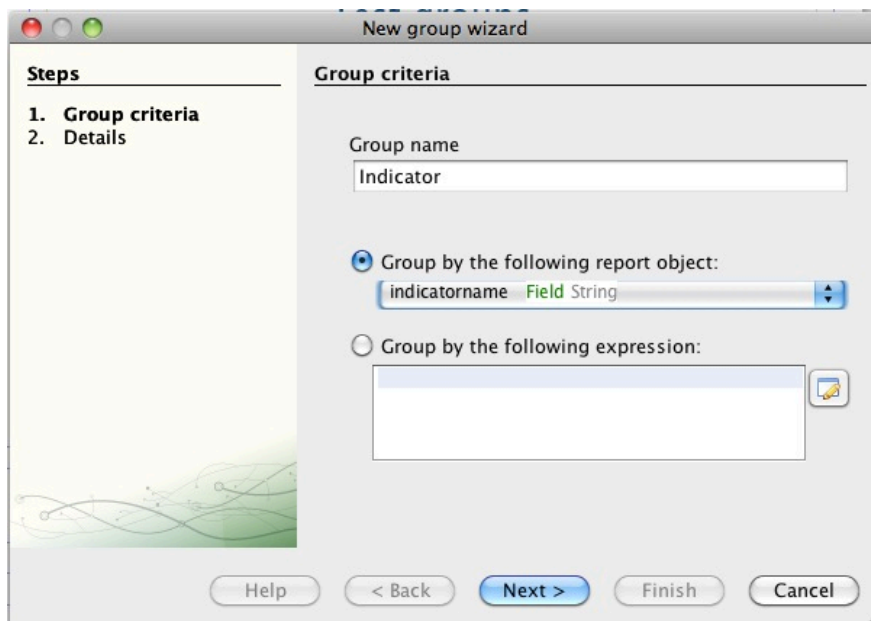 New group wizard
Steps
1. Group criteria
2. Details
Group criteria
Group name
Indicator
Group by the following report object:
indicatorname Field String
Group by the following expression:
Help < Back Next > Finish Cancel